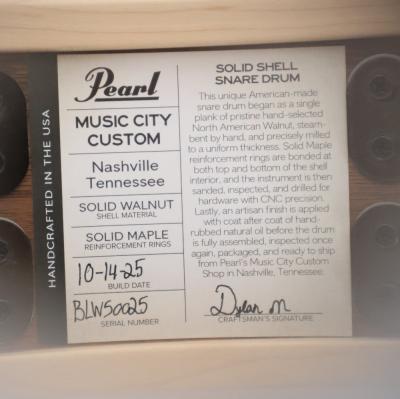 HANDCRAFTED IN THE USA
Pearl
MUSIC CITY
CUSTOM
Nashville
Tennessee
SOLID WALNUT
SHELL MATERIAL
SOLID MAPLE
REINFORCEMENT RINGS
10-14-25
BUILD DATE
BLW50025
SERIAL NUMBER
SOLID SHELL
SNARE DRUM
This unique American-made
snare drum began as a single
plank of pristine hand-selected
North American Walnut, steam-
bent by hand, and precisely milled
to a uniform thickness. Solid Maple
reinforcement rings are bonded at
both top and bottom of the shell
interior, and the instrument is then
sanded, inspected, and drilled for
hardware with CNC precision.
Lastly, an artisan finish is applied
with coat after coat of hand-
rubbed natural oil before the drum
is fully assembled, inspected once
again, packaged, and ready to ship
from Pearl's Music City Custom
Shop in Nashville, Tennessee.
Dylan M
CRAFTSMAN'S SIGNATURE